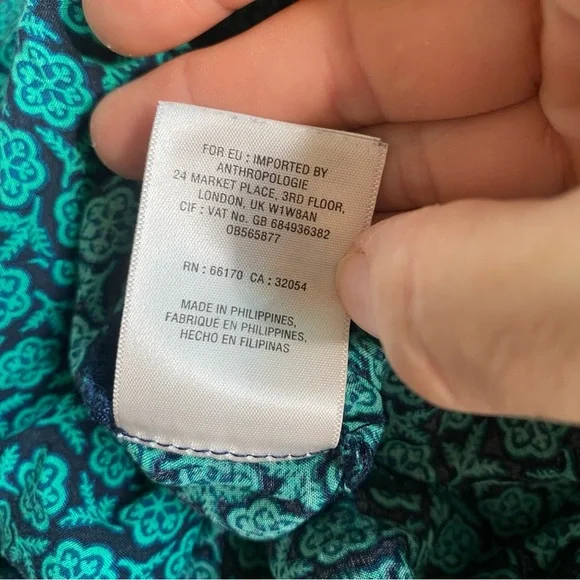 FOR EU : IMPORTED BY
ANTHROPOLOGIE
24 MARKET PLACE, 3RD FLOOR,
LONDON, UK W1W8AN
CIF : VAT No. GB 684936382
OB565877
RN : 66170 CA : 32054
MADE IN PHILIPPINES,
FABRIQUÉ EN PHILIPPINES,
HECHO EN FILIPINAS